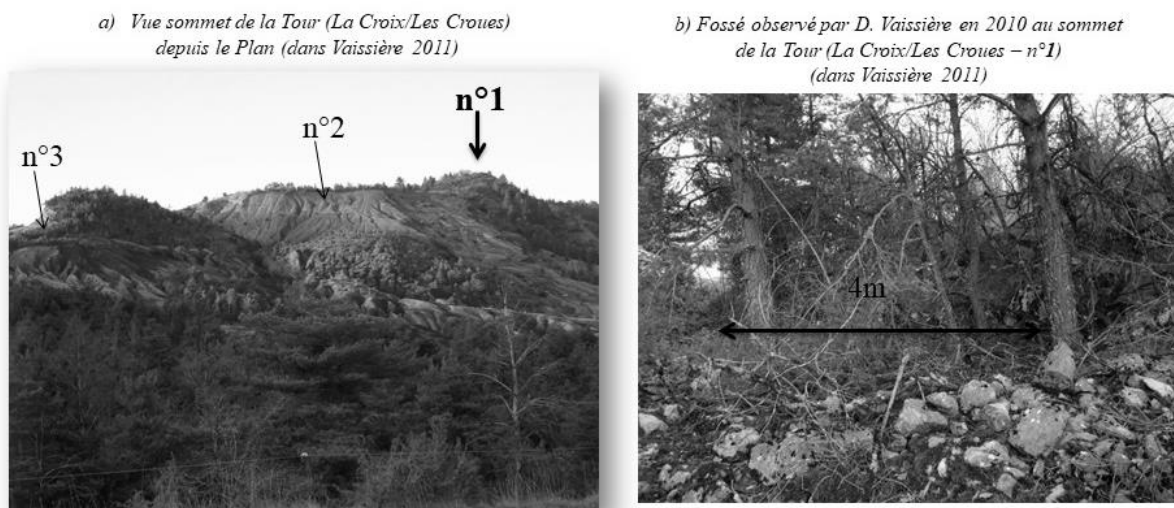 a) Vue sommet de la Tour (La Croix/Les Croues)
depuis le Plan (dans Vaissière 2011)
n°1
n°2
n°3
b) Fossé observé par D. Vaissière en 2010 au sommet
de la Tour (La Croix/Les Croues – n°1)
(dans Vaissière 2011)
4m